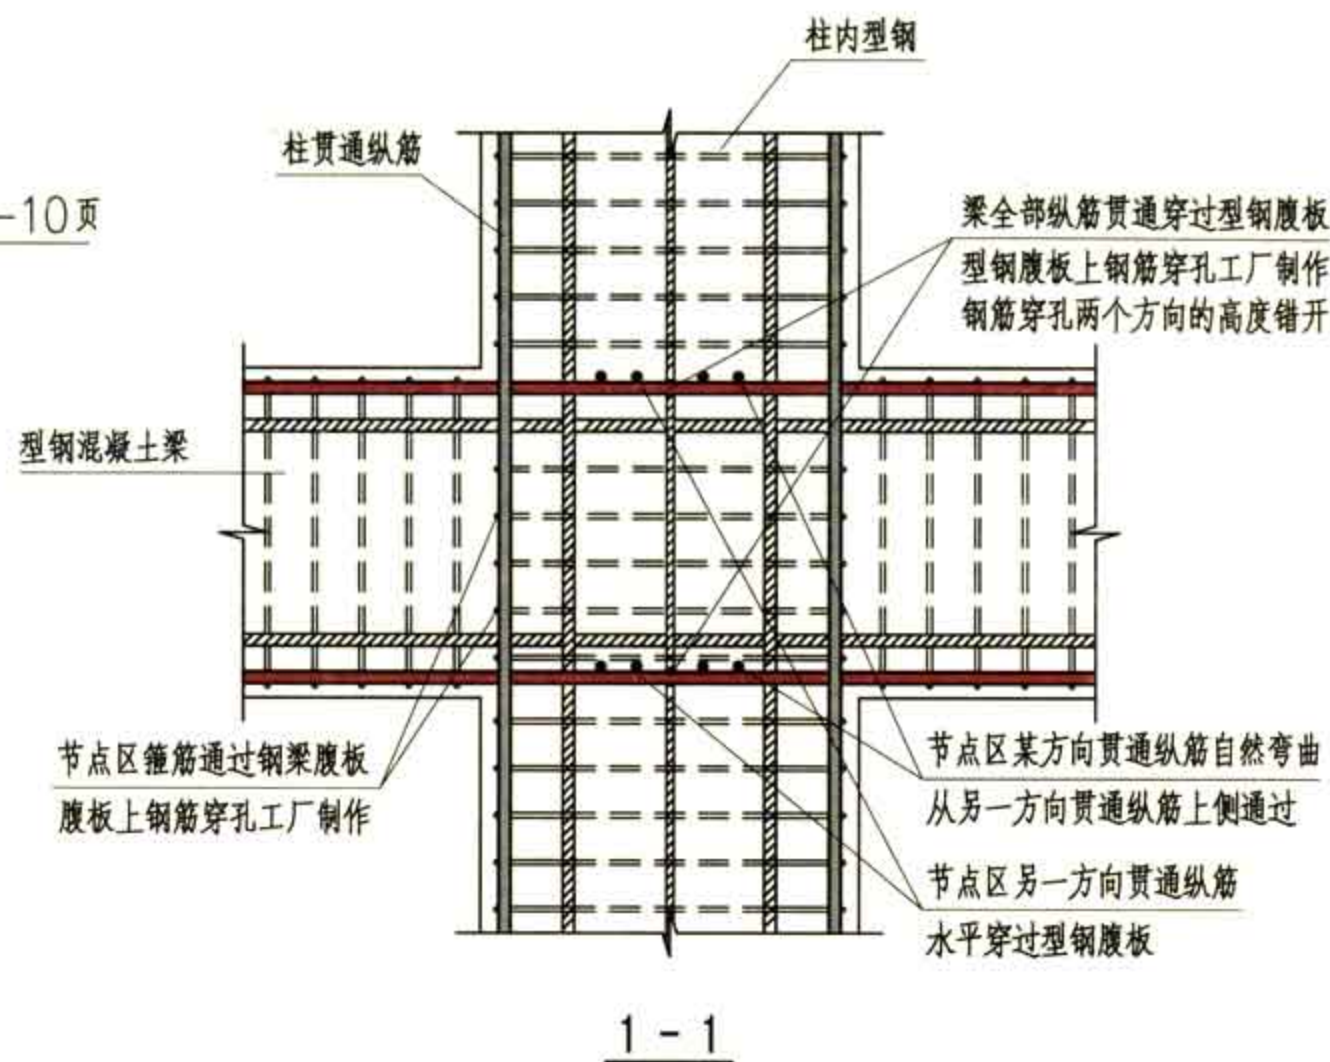 柱内型钢
柱贯通纵筋
-10页
梁全部纵筋贯通穿过型钢腹板
型钢腹板上钢筋穿孔工厂制作
钢筋穿孔两个方向的高度错开
型钢混凝土梁
节点区箍筋通过钢梁腹板
腹板上钢筋穿孔工厂制作
节点区某方向贯通纵筋自然弯曲
从另一方向贯通纵筋上侧通过
节点区另一方向贯通纵筋
水平穿过型钢腹板
1-1